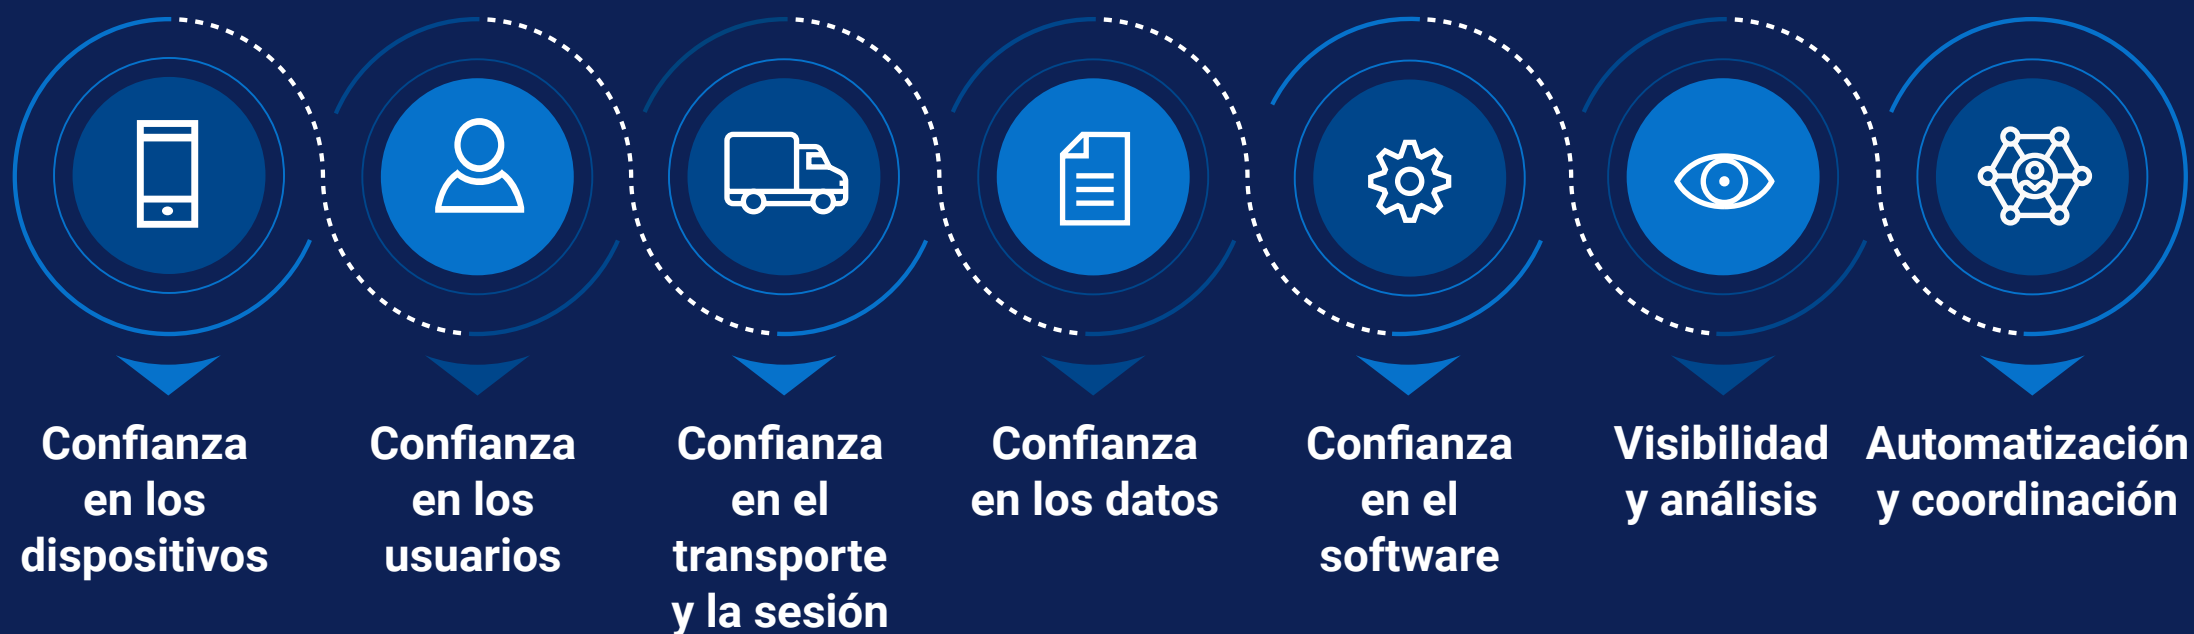 Confianza
en los
dispositivos
Confianza
en los
usuarios
Confianza
en el
transporte
y la sesión
Confianza
en los datos
Confianza
en el
software
Visibilidad
y análisis
Automatización
y coordinación